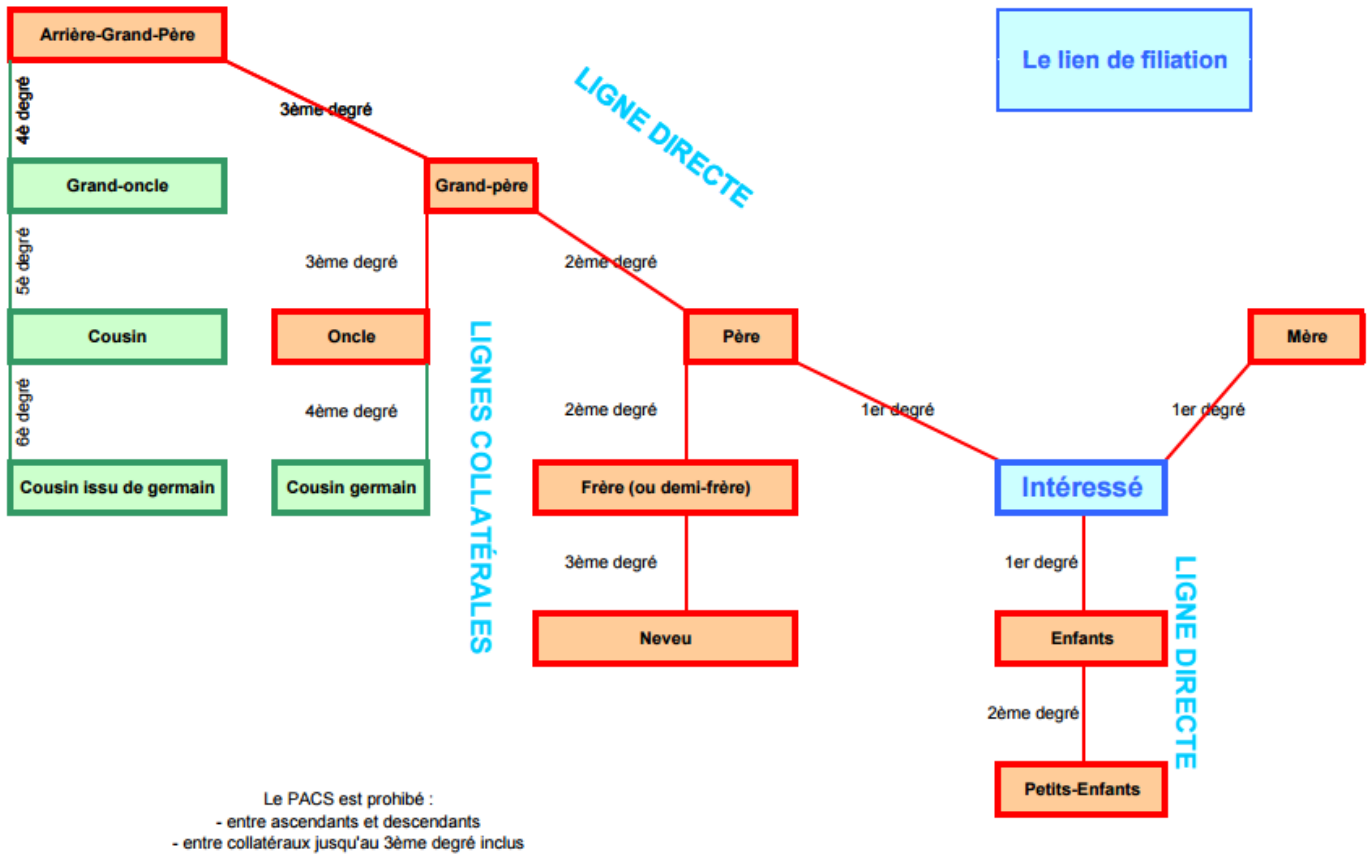 Arrière-Grand-Père
Le lien de filiation
4è degré
3ème degré
LIGNE DIRECTE
Grand-oncle
Grand-père
5è degré
3ème degré
2ème degré
Cousin
Oncle
LIGNES COLLATÉRALES
Père
Mère
6è degré
4ème degré
2ème degré
1er degré
1er degré
Cousin issu de germain
Cousin germain
Frère (ou demi-frère)
Intéressé
3ème degré
1er degré
LIGNE DIRECTE
Neveu
Enfants
2ème degré
Petits-Enfants
Le PACS est prohibé :
- entre ascendants et descendants
- entre collatéraux jusqu'au 3ème degré inclus